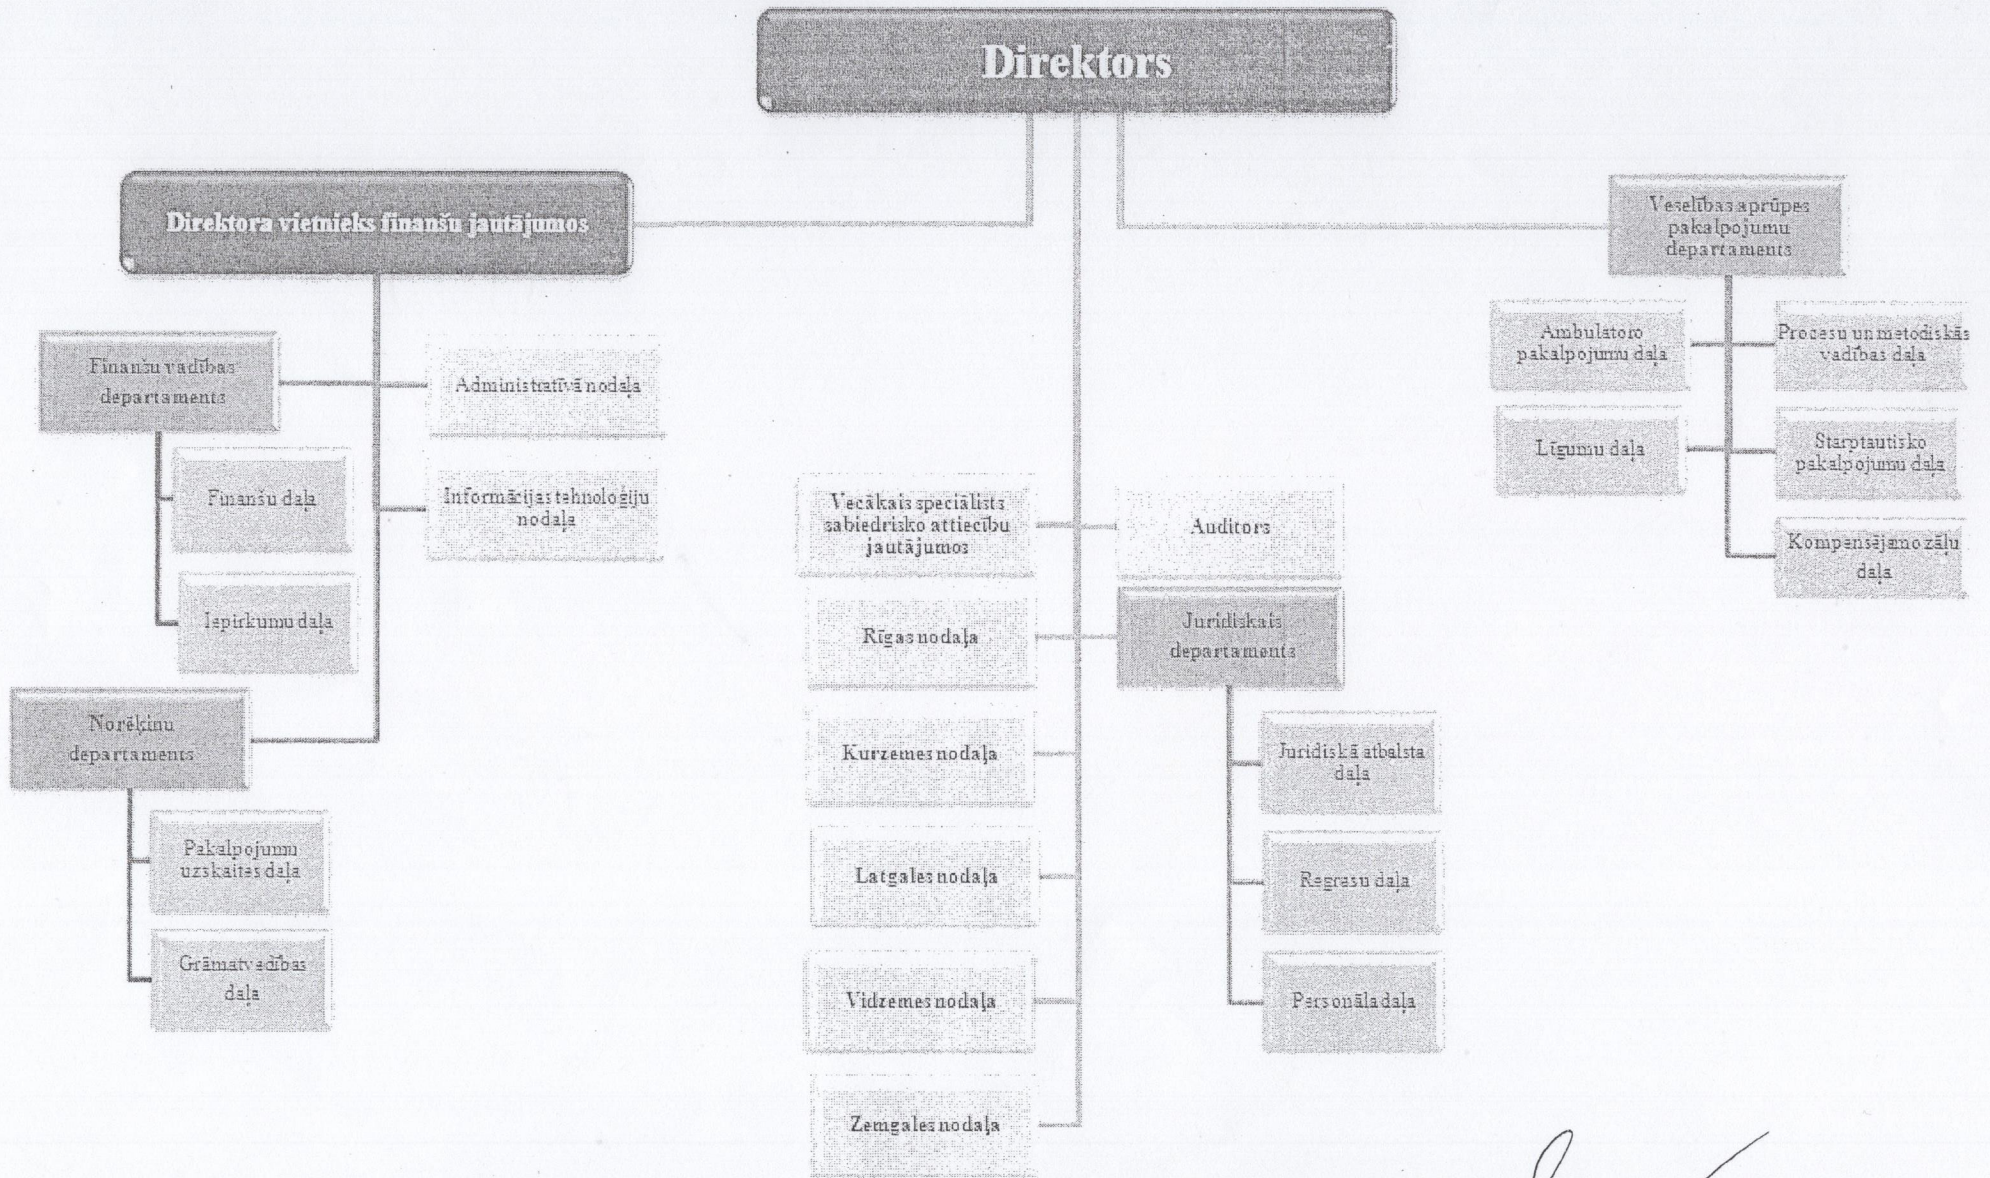 Direktors
Direktora vietnieks finanšu jautājumos
Finanšu vadības
departaments
Finanšu daļa
Iepirkumu daļa
Administratīvā nodaļa
Informācijas tehnoloģiju
nodaļa
Norēķinu
departaments
Pakalpojumu
uzskaites daļa
Grāmatvedības
daļa
Vecākais speciālists
sabiedrisko attiecību
jautājumos
Auditors
Rīgas nodaļa
Juridiskais
departaments
Kurzemes nodaļa
Latgales nodaļa
Vidzemes nodaļa
Zemgales nodaļa
Juridiskā atbalsta
daļa
Regresu daļa
Personāla daļa
Veselības aprūpes
pakalpojumu
departaments
Ambulatoro
pakalpojumu daļa
Procesu un metodiskās
vadības daļa
Līgumu daļa
Starptautisko
pakalpojumu daļa
Kompensējamo zāļu
daļa